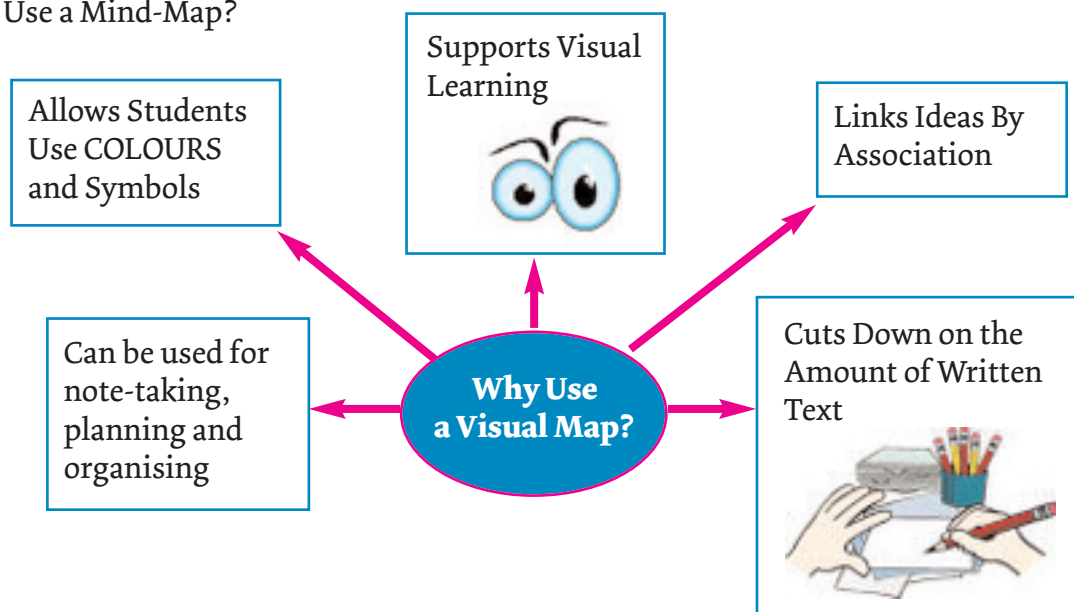 Use a Mind-Map?
Supports Visual
Learning
Allows Students
Use COLOURS
and Symbols
Links Ideas By
Association
Can be used for
note-taking,
planning and
organising
Why Use
a Visual Map?
Cuts Down on the
Amount of Written
Text